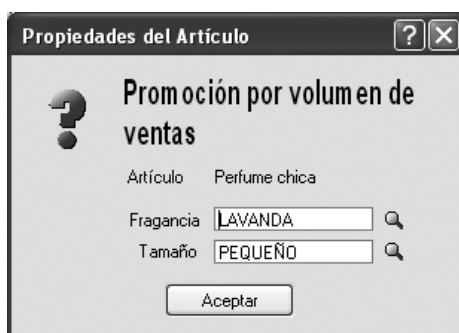 Propiedades del Artículo
Promoción por volumen de
ventas
Artículo Perfume chica
Fragancia LAVANDA
Tamaño PEQUEÑO
Aceptar